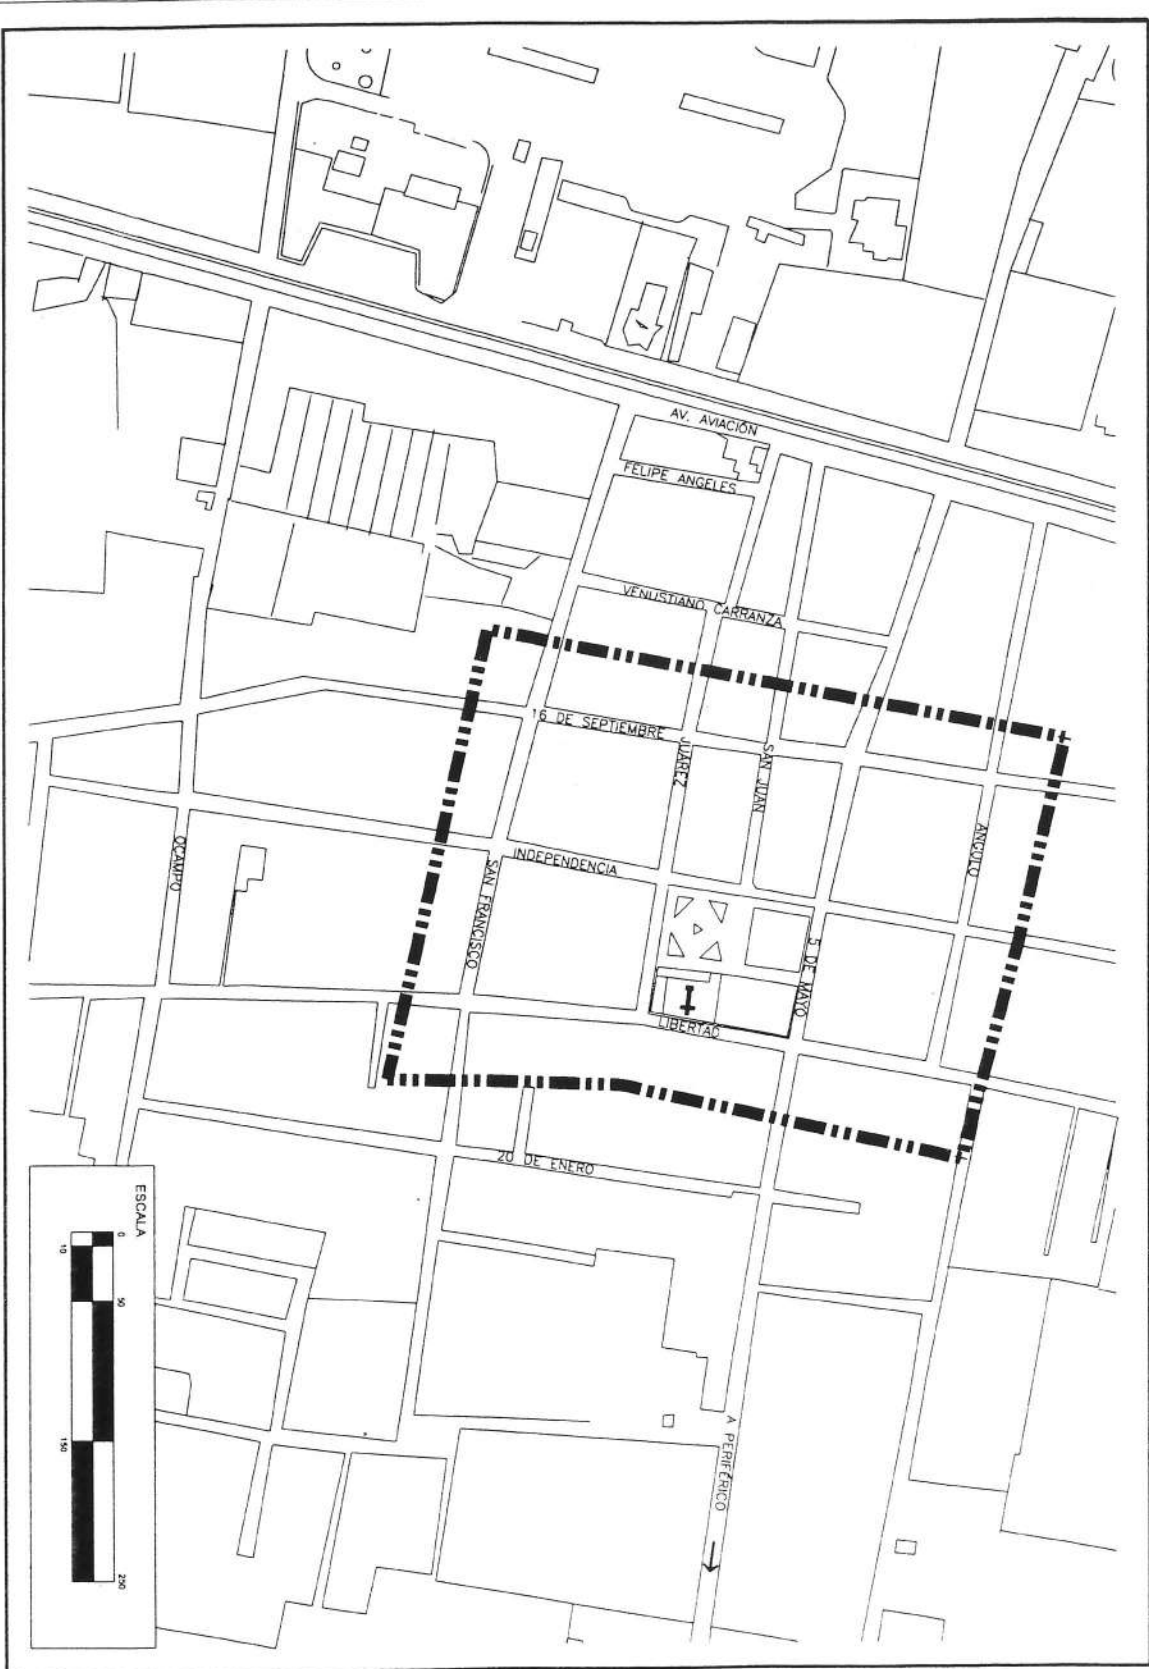 AV. AVIACIÓN
FELIPE ANGELES
VENUSTIANO CARRANZA
16 DE SEPTIEMBRE
JUÁREZ
SAN JUAN
ANGULO
OCAMPO
SAN FRANCISCO
INDEPENDENCIA
5 DE MAYO
LIBERTAD
20 DE ENERO
A PERIFÉRICO
ESCALA
0
10
50
150
250